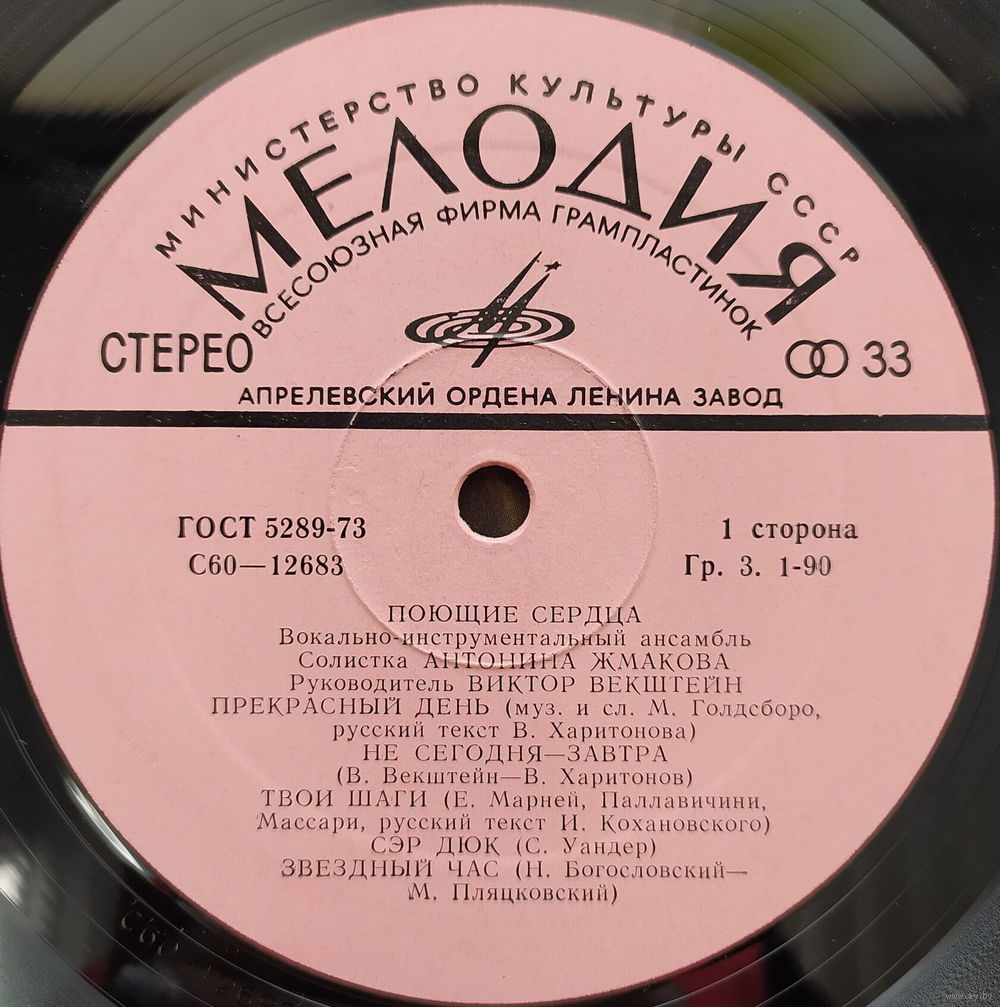 МИНИСТЕРСТВО КУЛЬТУРЫ СССР
МЕЛОДИЯ
ВСЕСОЮЗНАЯ ФИРМА ГРАМПЛАСТИНОК
СТЕРЕО
33
АПРЕЛЕВСКИЙ ОРДЕНА ЛЕНИНА ЗАВОД
ГОСТ 5289-73
1 сторона
С60—12683
Гр. 3. 1-90
ПОЮЩИЕ СЕРДЦА
Вокально-инструментальный ансамбль
Солистка АНТОНИНА ЖМАКОВА
Руководитель ВИКТОР ВЕКШТЕЙН
ПРЕКРАСНЫЙ ДЕНЬ (муз. и сл. М. Голдсборо,
русский текст В. Харитонова)
НЕ СЕГОДНЯ—ЗАВТРА
(В. Векштейн—В. Харитонов)
ТВОИ ШАГИ (Е. Марней, Паллавичини,
Массари, русский текст И. Кохановского)
СЭР ДЮК (С. Уандер)
ЗВЕЗДНЫЙ ЧАС (Н. Богословский—
М. Пляцковский)